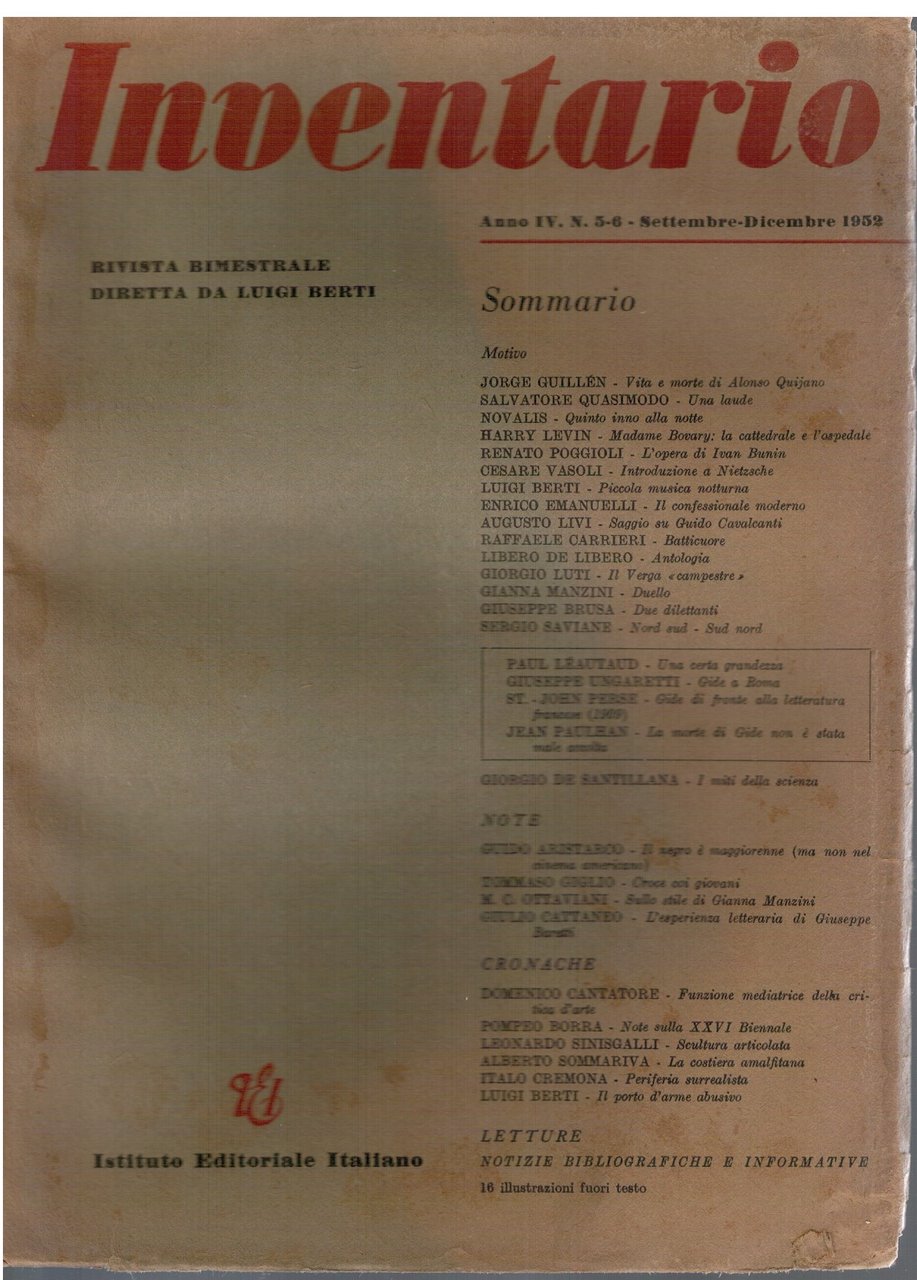 Inventario
Anno IV. N. 5-6 - Settembre-Dicembre 1952
RIVISTA BIMESTRALE
DIRETTA DA LUIGI BERTI
Sommario
Motivo
JORGE GUILLÉN - Vita e morte di Alonso Quijano
SALVATORE QUASIMODO - Una laude
NOVALIS - Quinto inno alla notte
HARRY LEVIN - Madame Bovary: la cattedrale e l'ospedale
RENATO POGGIOLI - L'opera di Ivan Bunin
CESARE VASOLI - Introduzione a Nietzsche
LUIGI BERTI - Piccola musica notturna
ENRICO EMANUELLI - Il confessionale moderno
AUGUSTO LIVI - Saggio su Guido Cavalcanti
RAFFAELE CARRIERI - Batticuore
LIBERO DE LIBERO - Antologia
GIORGIO LUTI - Il Verga «campestre»
GIANNA MANZINI - Duello
GIUSEPPE BRUSA - Due dilettanti
SERGIO SAVIANE - Nord sud - Sud nord
PAUL LÉAUTAUD - Una certa grandezza
GIUSEPPE UNGARETTI - Gide a Roma
ST.-JOHN PERSE - Gide di fronte alla letteratura
francese (1909)
JEAN PAULHAN - La morte di Gide non è stata
male accolta
GIORGIO DE SANTILLANA - I miti della scienza
NOTE
GUIDO ARISTARCO - Il negro è maggiorenne (ma non nel
cinema americano)
TOMMASO GIGLIO - Croce coi giovani
M. C. OTTAVIANI - Sullo stile di Gianna Manzini
GIULIO CATTANEO - L'esperienza letteraria di Giuseppe
Baretti
CRONACHE
DOMENICO CANTATORE - Funzione mediatrice della cri-
tica d'arte
POMPEO BORRA - Note sulla XXVI Biennale
LEONARDO SINISGALLI - Scultura articolata
ALBERTO SOMMARIVA - La costiera amalfitana
ITALO CREMONA - Periferia surrealista
LUIGI BERTI - Il porto d'arme abusivo
IEI
Istituto Editoriale Italiano
LETTURE
NOTIZIE BIBLIOGRAFICHE E INFORMATIVE
16 illustrazioni fuori testo